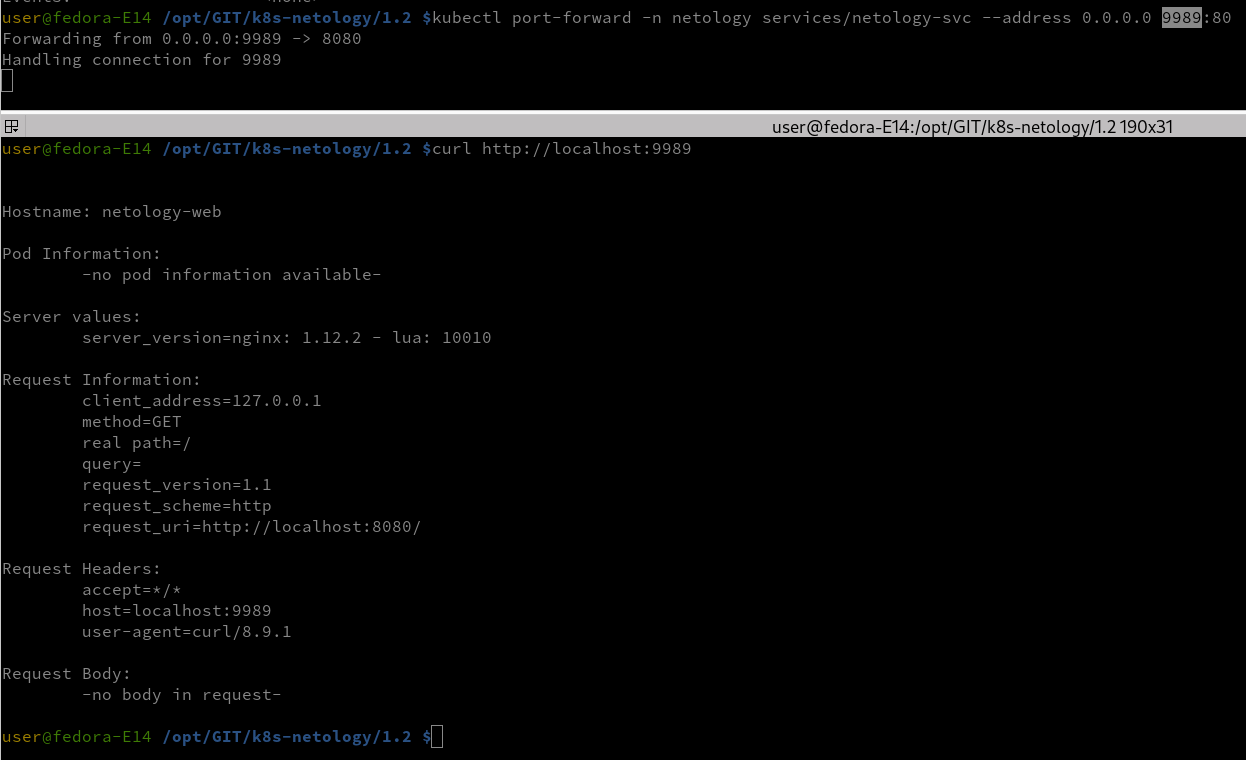 user@fedora-E14 /opt/GIT/k8s-netology/1.2 $kubectl port-forward -n netology services/netology-svc --address 0.0.0.0 9989:80
Forwarding from 0.0.0.0:9989 -> 8080
Handling connection for 9989
user@fedora-E14:/opt/GIT/k8s-netology/1.2 190x31
user@fedora-E14 /opt/GIT/k8s-netology/1.2 $curl http://localhost:9989
Hostname: netology-web
Pod Information:
-no pod information available-
Server values:
server_version=nginx: 1.12.2 - lua: 10010
Request Information:
client_address=127.0.0.1
method=GET
real path=/
query=
request_version=1.1
request_scheme=http
request_uri=http://localhost:8080/
Request Headers:
accept=*/*
host=localhost:9989
user-agent=curl/8.9.1
Request Body:
-no body in request-
user@fedora-E14 /opt/GIT/k8s-netology/1.2 $